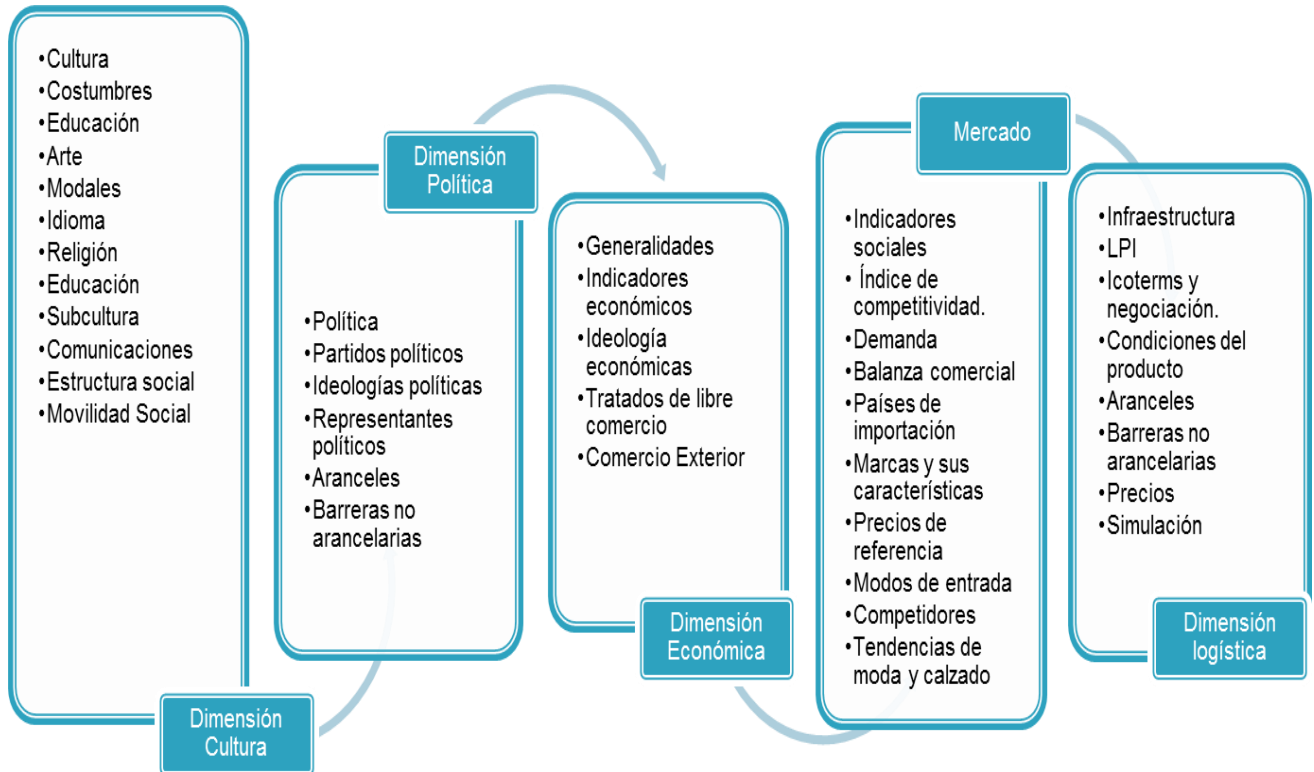 •Cultura
•Costumbres
•Educación
•Arte
•Modales
•Idioma
•Religión
•Educación
•Subcultura
•Comunicaciones
•Estructura social
•Movilidad Social
Dimensión
Cultura
Dimensión
Política
•Política
•Partidos políticos
•Ideologías políticas
•Representantes
políticos
•Aranceles
•Barreras no
arancelarias
•Generalidades
•Indicadores
económicos
•Ideología
económicas
•Tratados de libre
comercio
•Comercio Exterior
Dimensión
Económica
Mercado
•Indicadores
sociales
• Índice de
competitividad.
•Demanda
•Balanza comercial
•Países de
importación
•Marcas y sus
características
•Precios de
referencia
•Modos de entrada
•Competidores
•Tendencias de
moda y calzado
•Infraestructura
•LPI
•Icoterms y
negociación.
•Condiciones del
producto
•Aranceles
•Barreras no
arancelarias
•Precios
•Simulación
Dimensión
logística